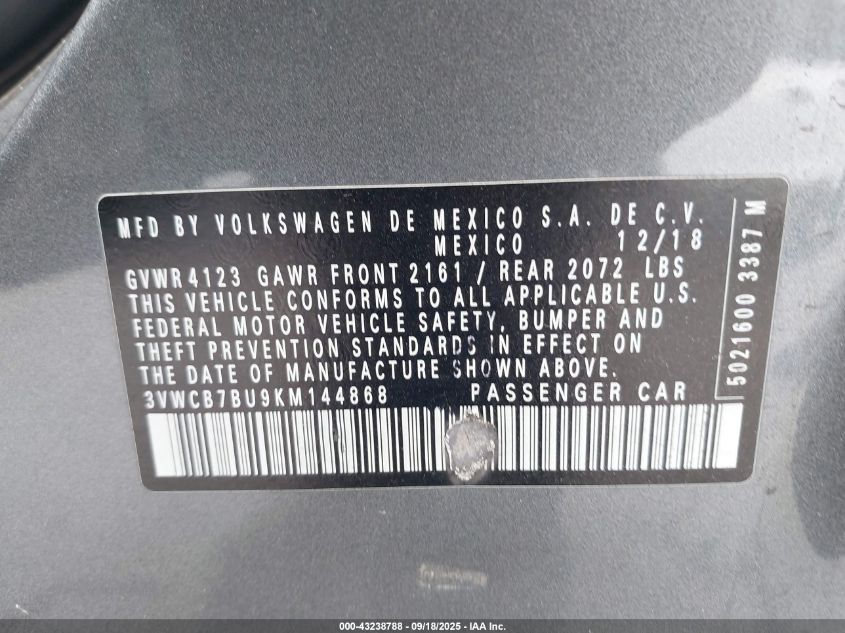 MFD BY VOLKSWAGEN DE MEXICO S.A. DE C.V.
MEXICO 12/18
GVWR 4123 GAWR FRONT 2161 / REAR 2072 LBS
THIS VEHICLE CONFORMS TO ALL APPLICABLE U.S.
FEDERAL MOTOR VEHICLE SAFETY, BUMPER AND
THEFT PREVENTION STANDARDS IN EFFECT ON
THE DATE OF MANUFACTURE SHOWN ABOVE.
3VWCB7BU9KM144868 PASSENGER CAR
5021600 3387 M
000-43238788 - 09/18/2025 - IAA Inc.